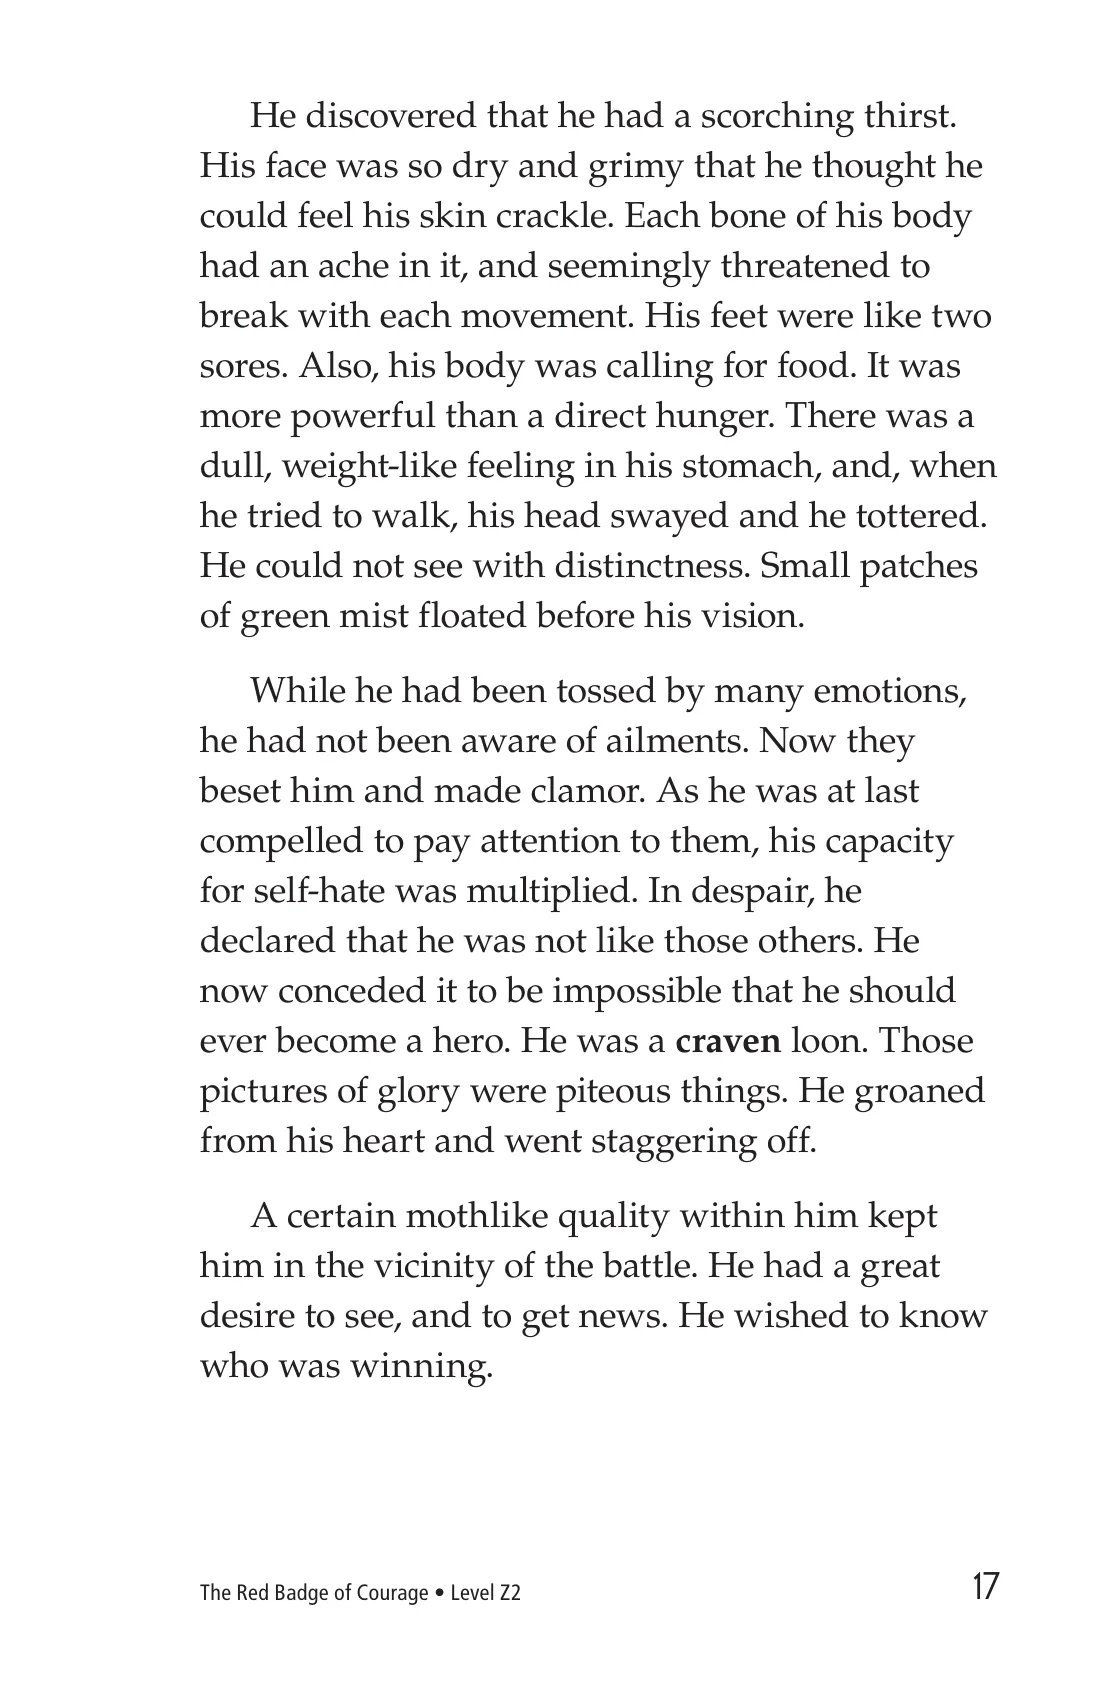 He discovered that he had a scorching thirst.
His face was so dry and grimy that he thought he
could feel his skin crackle. Each bone of his body
had an ache in it, and seemingly threatened to
break with each movement. His feet were like two
sores. Also, his body was calling for food. It was
more powerful than a direct hunger. There was a
dull, weight-like feeling in his stomach, and, when
he tried to walk, his head swayed and he tottered.
He could not see with distinctness. Small patches
of green mist floated before his vision.
While he had been tossed by many emotions,
he had not been aware of ailments. Now they
beset him and made clamor. As he was at last
compelled to pay attention to them, his capacity
for self-hate was multiplied. In despair, he
declared that he was not like those others. He
now conceded it to be impossible that he should
ever become a hero. He was a craven loon. Those
pictures of glory were piteous things. He groaned
from his heart and went staggering off.
A certain mothlike quality within him kept
him in the vicinity of the battle. He had a great
desire to see, and to get news. He wished to know
who was winning.
The Red Badge of Courage • Level Z2 17